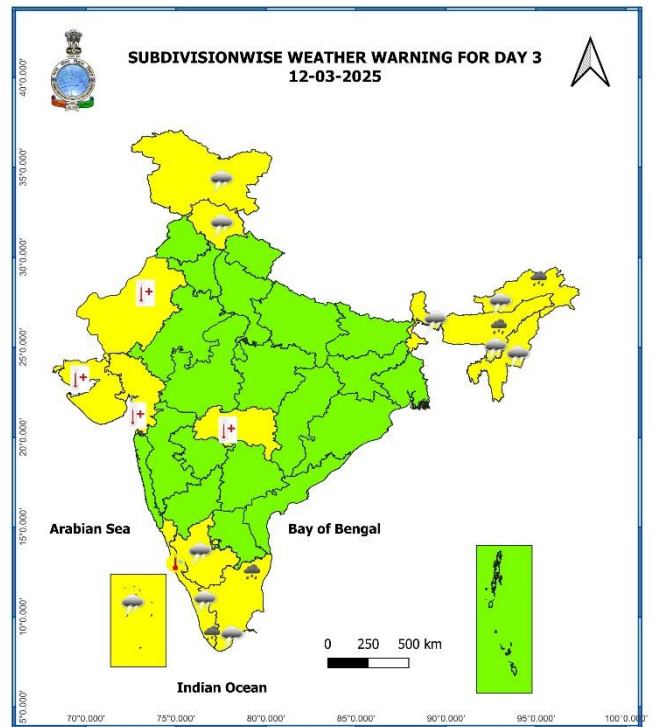 SUBDIVISIONWISE WEATHER WARNING FOR DAY 3
12-03-2025
40°0.000'
35°0.000'
30°0.000'
25°0.000'
20°0.000'
15°0.000'
10°0.000'
5°0.000'
Arabian Sea
Bay of Bengal
0 250 500 km
Indian Ocean
70°0.000' 75°0.000' 80°0.000' 85°0.000' 90°0.000' 95°0.000' 100°0.000'